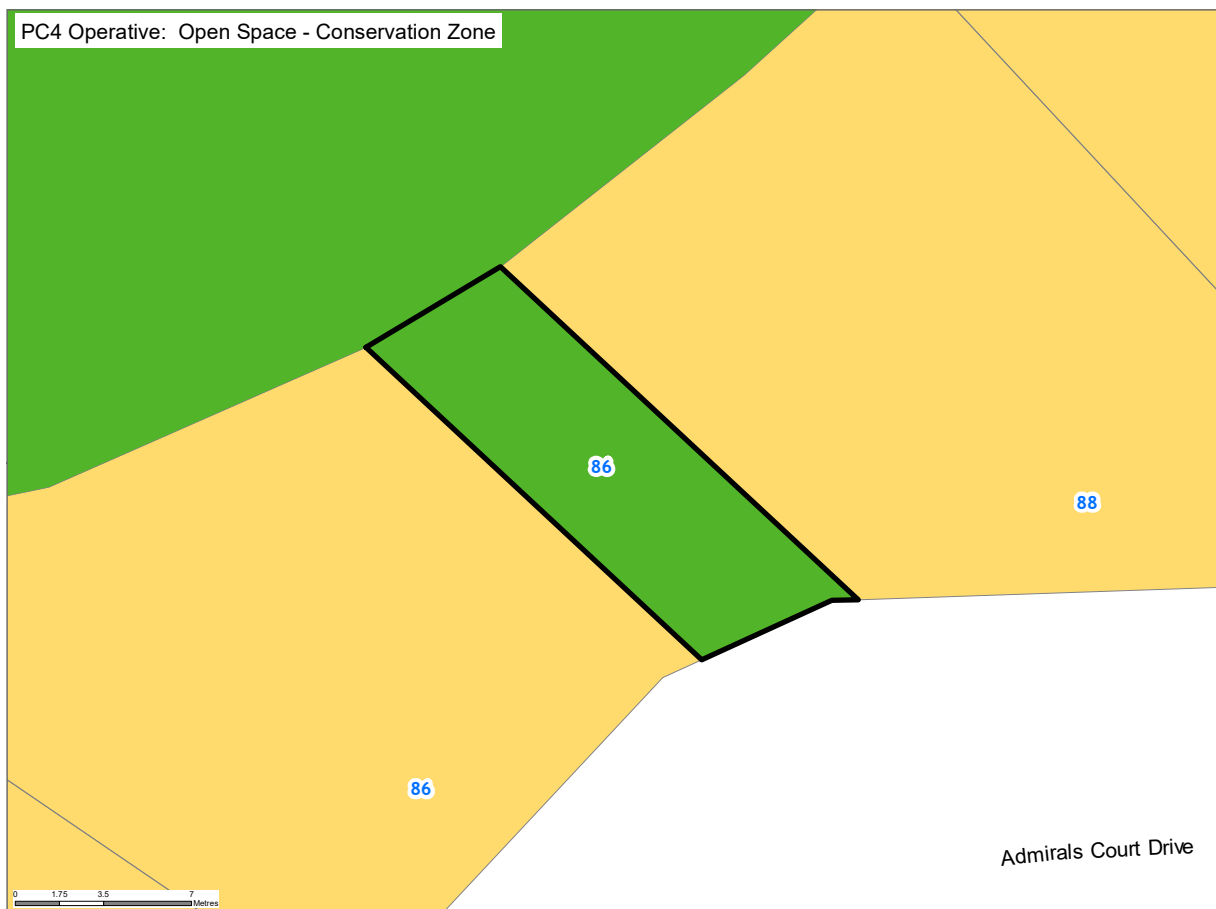 PC4 Operative: Open Space - Conservation Zone
86
88
86
Admirals Court Drive
0 1.75 3.5 7
Metres